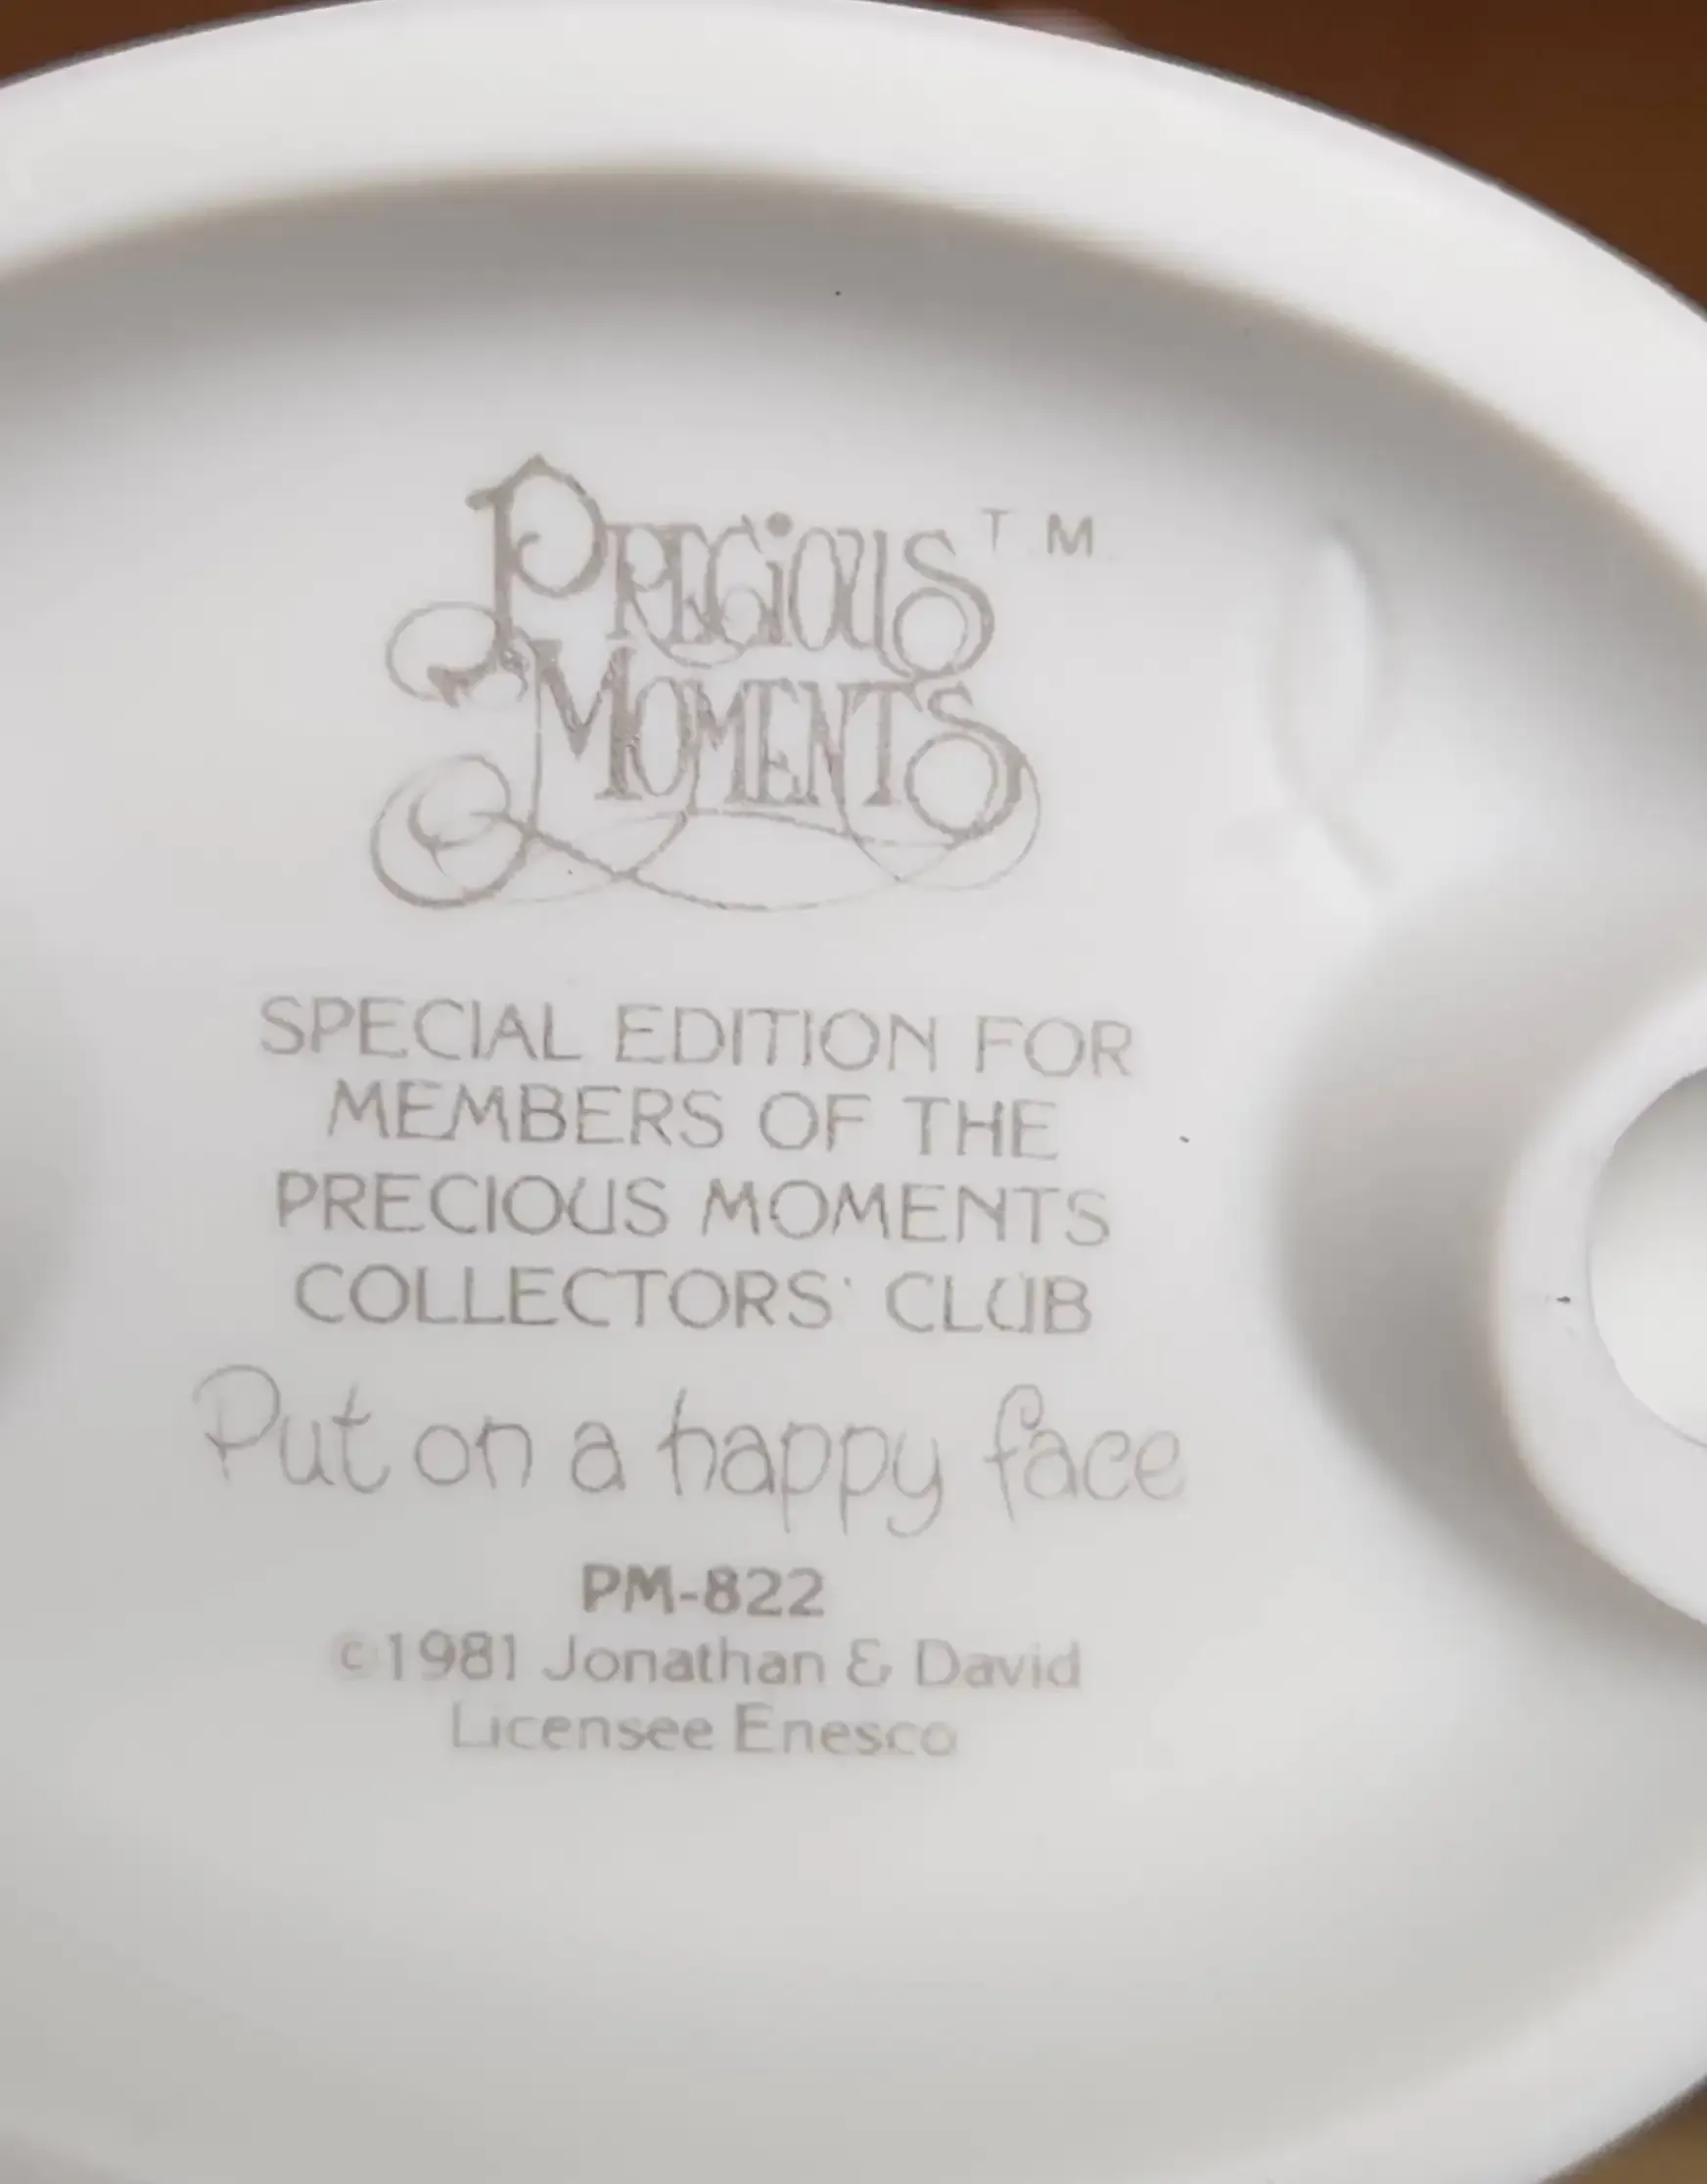 PRECIOUS TM
MOMENTS
SPECIAL EDITION FOR
MEMBERS OF THE
PRECIOUS MOMENTS
COLLECTORS' CLUB
Put on a happy face
PM-822
©1981 Jonathan & David
Licensee Enesco